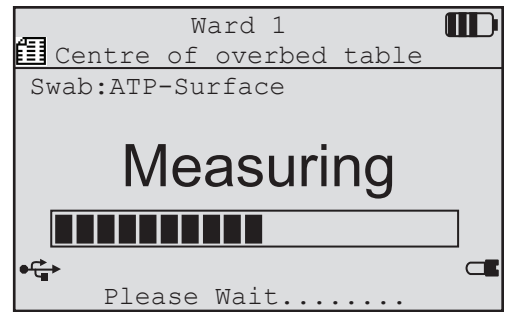 Ward 1
Centre of overbed table
Swab:ATP-Surface
Measuring
Please Wait........